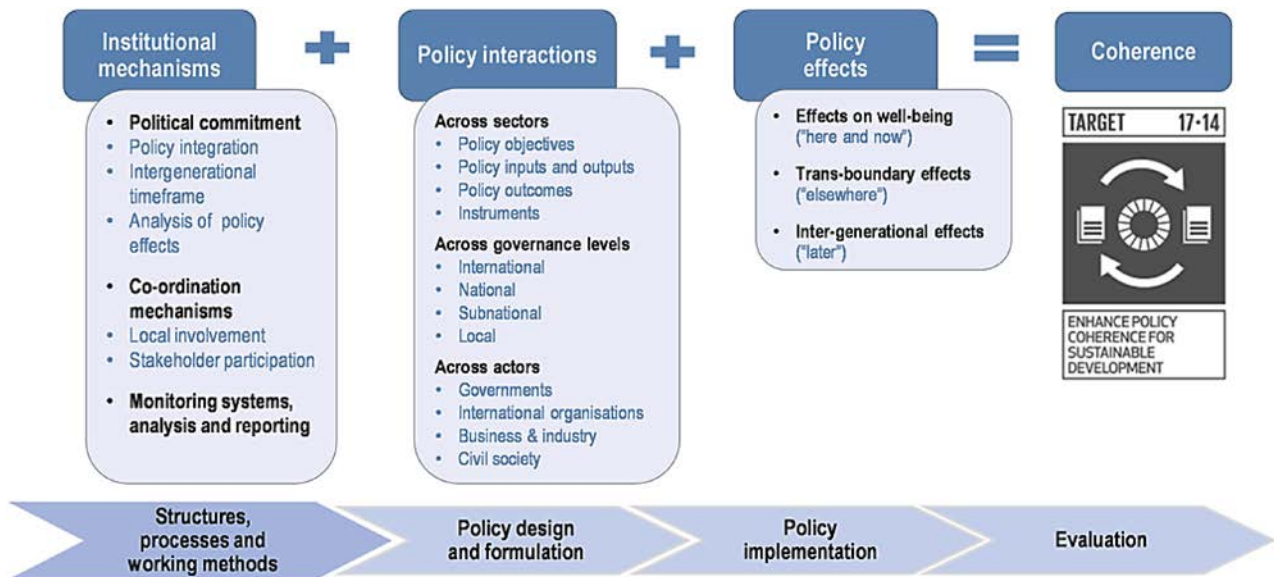 Institutional
mechanisms
Policy interactions
Policy
effects
Coherence
• Political commitment
• Policy integration
• Intergenerational
timeframe
• Analysis of policy
effects
• Co-ordination
mechanisms
• Local involvement
• Stakeholder participation
• Monitoring systems,
analysis and reporting
Across sectors
• Policy objectives
• Policy inputs and outputs
• Policy outcomes
• Instruments
Across governance levels
• International
• National
• Subnational
• Local
Across actors
• Governments
• International organisations
• Business & industry
• Civil society
• Effects on well-being
("here and now")
• Trans-boundary effects
("elsewhere")
• Inter-generational effects
("later")
TARGET 17·14
ENHANCE POLICY
COHERENCE FOR
SUSTAINABLE
DEVELOPMENT
Structures,
processes and
working methods
Policy design
and formulation
Policy
implementation
Evaluation